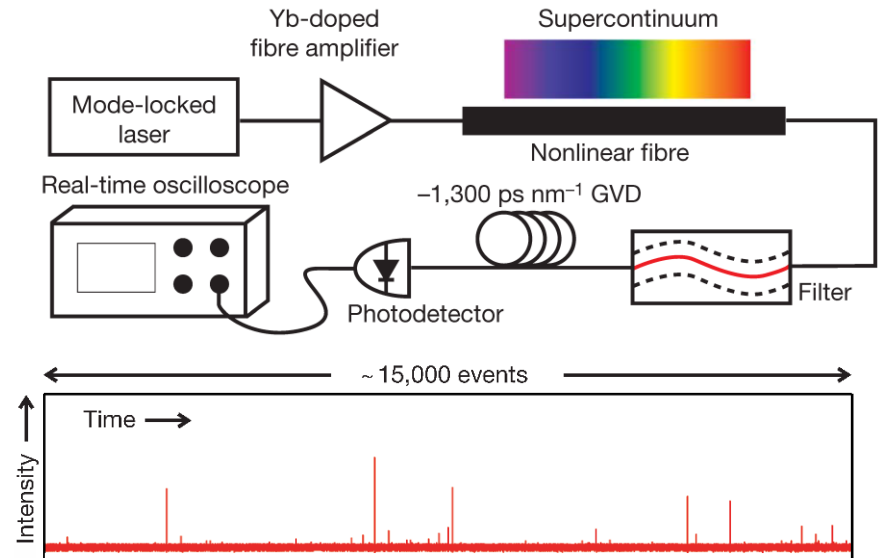 Yb-doped
fibre amplifier
Supercontinuum
Mode-locked
laser
Nonlinear fibre
Real-time oscilloscope
–1,300 ps nm⁻¹ GVD
Filter
Photodetector
~ 15,000 events
Time
Intensity